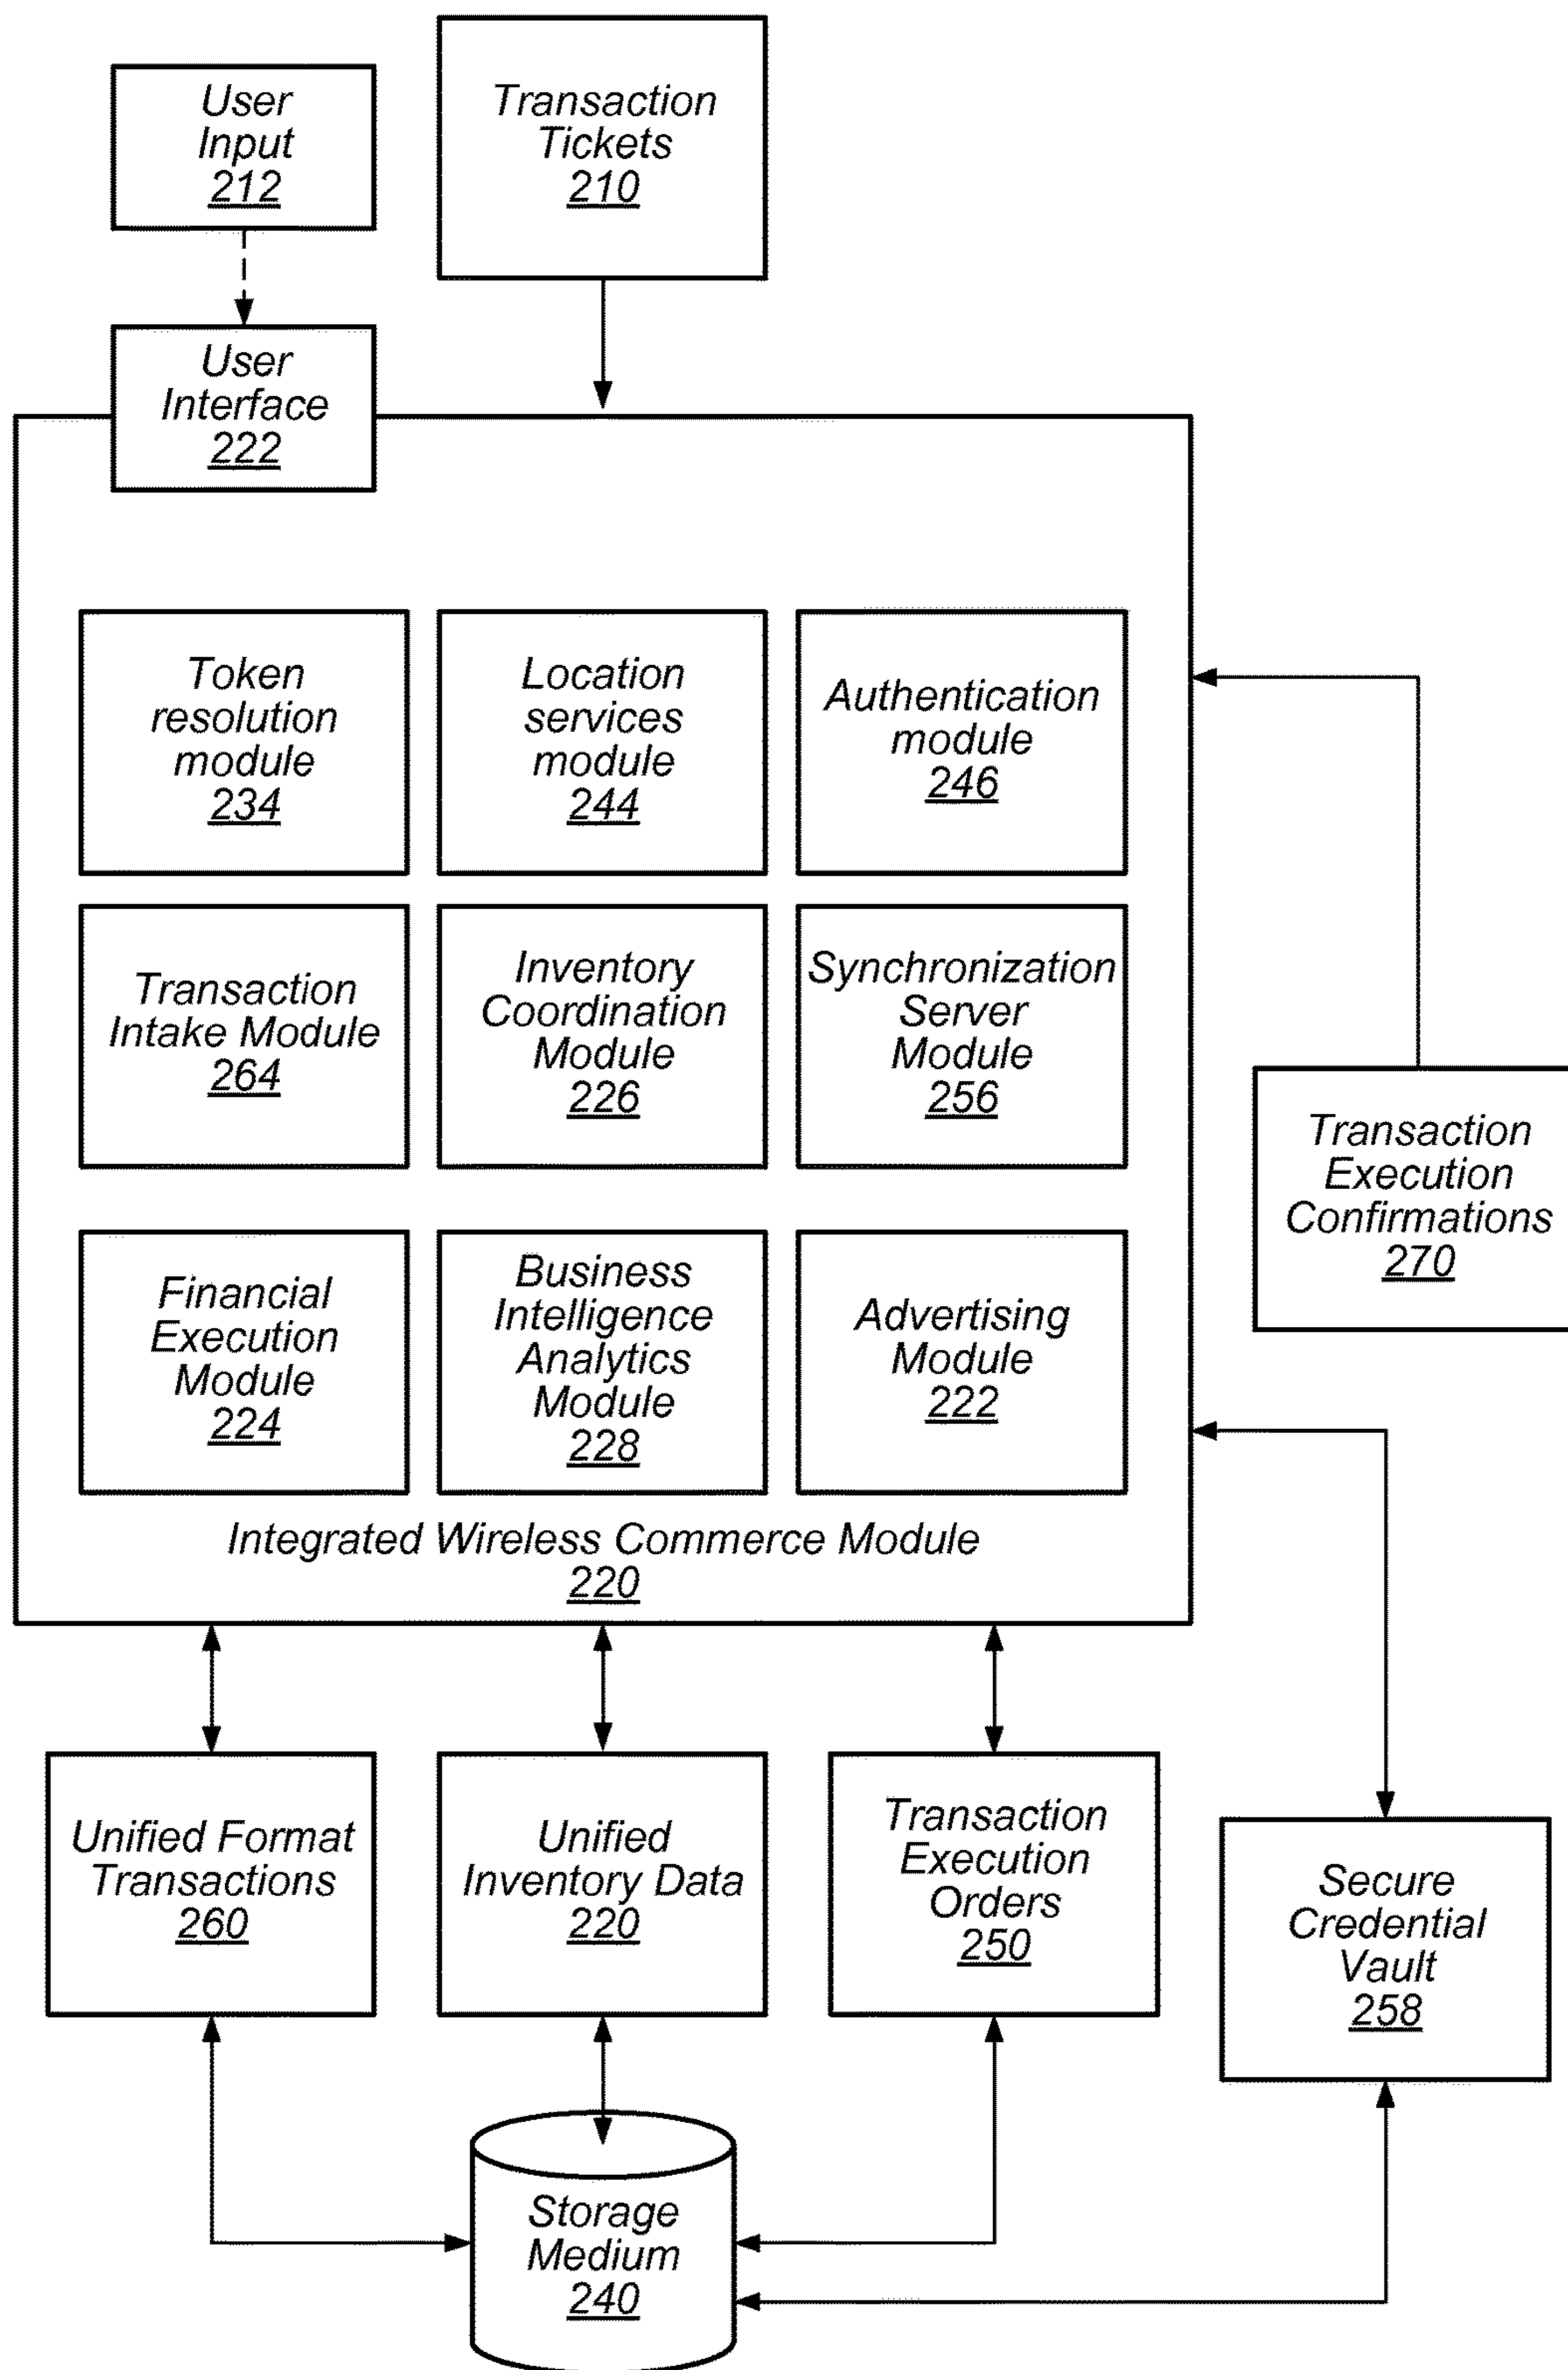 User
Input
212
Transaction
Tickets
210
User
Interface
222
Token
resolution
module
234
Location
services
module
244
Authentication
module
246
Transaction
Intake Module
264
Inventory
Coordination
Module
226
Synchronization
Server
Module
256
Transaction
Execution
Confirmations
270
Financial
Execution
Module
224
Business
Intelligence
Analytics
Module
228
Advertising
Module
222
Integrated Wireless Commerce Module
220
Unified Format
Transactions
260
Unified
Inventory Data
220
Transaction
Execution
Orders
250
Secure
Credential
Vault
258
Storage
Medium
240